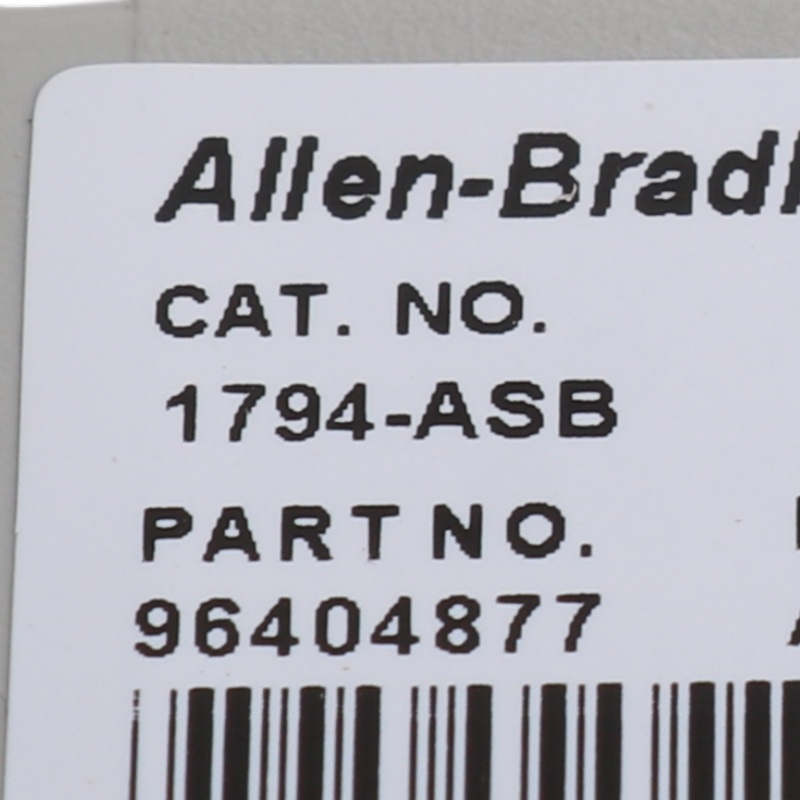 Allen-Bradl
CAT. NO.
1794-ASB
PART NO.
96404877